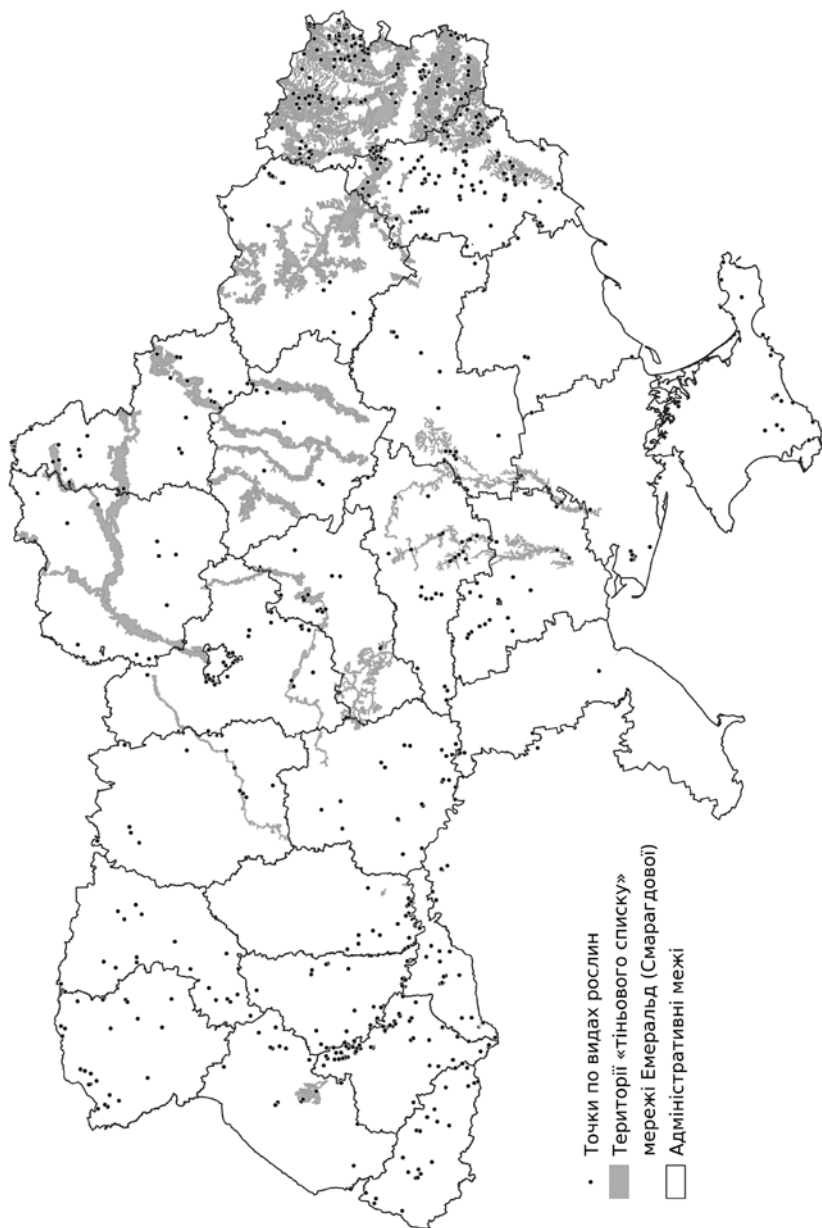 Точки по видах рослин
Території «тіньового списку»
мережі Емеральд (Смарагдової)
Адміністративні межі